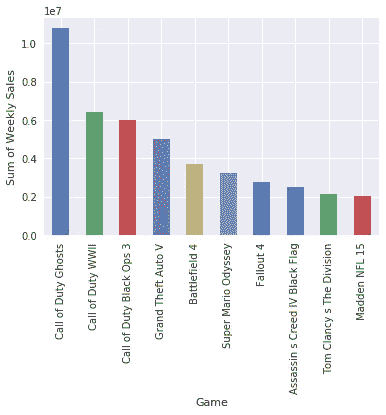 1e7
Sum of Weekly Sales
1.0
0.8
0.6
0.4
0.2
0.0
Call of Duty Ghosts
Call of Duty WWII
Call of Duty Black Ops 3
Grand Theft Auto V
Battlefield 4
Super Mario Odyssey
Fallout 4
Assassin s Creed IV Black Flag
Tom Clancy s The Division
Madden NFL 15
Game